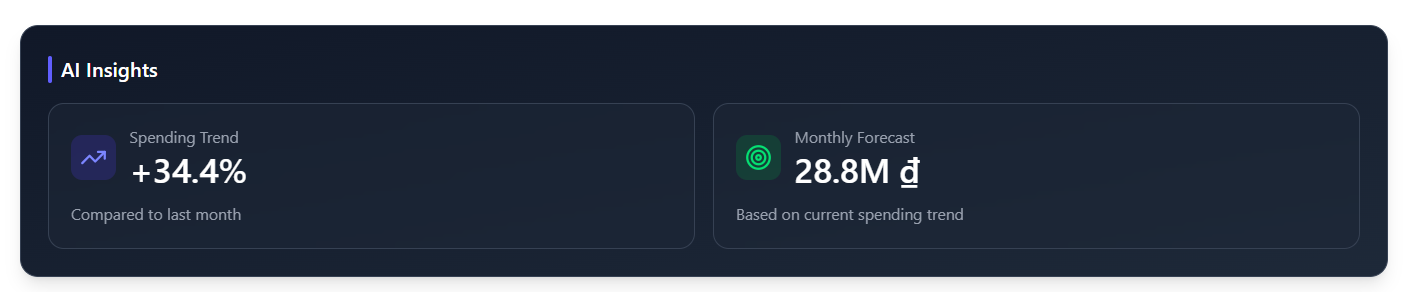 AI Insights
Spending Trend
+34.4%
Compared to last month
Monthly Forecast
28.8M ₫
Based on current spending trend